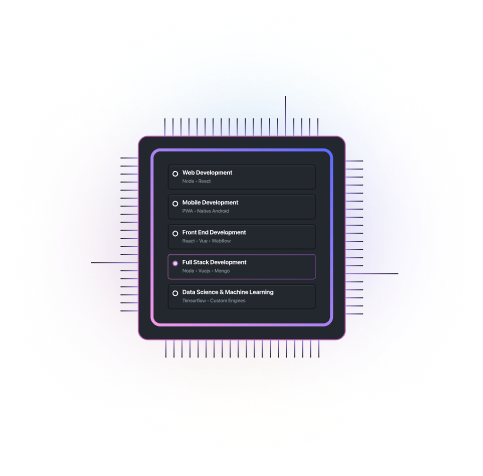 Web Development
Node - React
Mobile Development
PWA - Native Android
Front End Development
React - Vue - Webflow
Full Stack Development
Node - Vuejs - Mongo
Data Science & Machine Learning
TensorFlow - Custom Engines